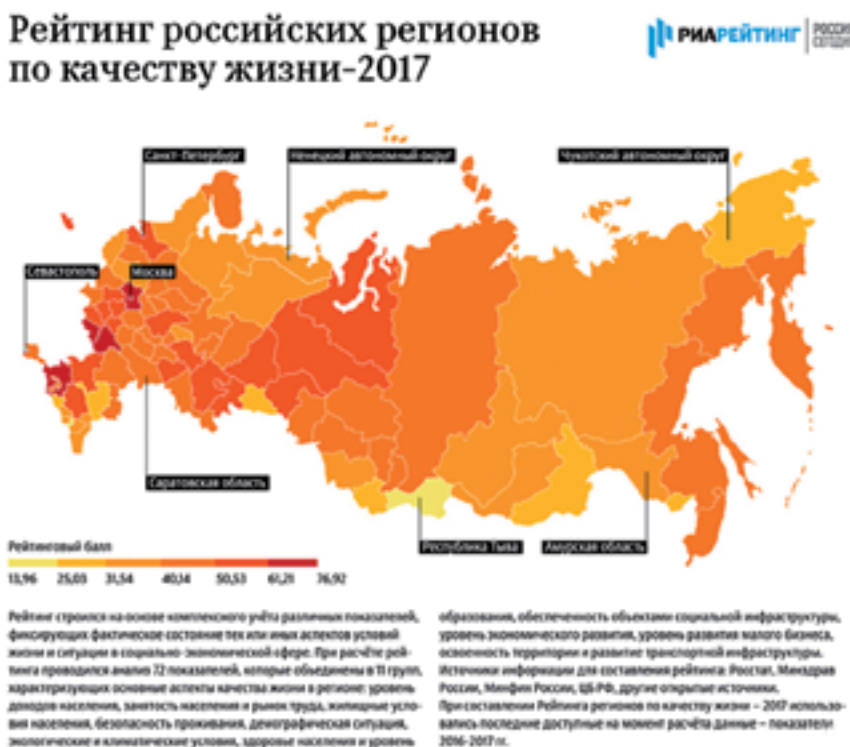 Рейтинг российских регионов
по качеству жизни–2017
РИАРЕЙТИНГ
РОССИЯ
СЕГОДНЯ
Санкт-Петербург
Ненецкий автономный округ
Чукотский автономный округ
Севастополь
Москва
Саратовская область
Республика Тыва
Амурская область
Рейтинговый балл
13,96 25,03 31,54 40,14 50,53 61,21 76,92
Рейтинг строился на основе комплексного учёта различных показателей,
фиксирующих фактическое состояние тех или иных аспектов условий
жизни и ситуации в социально-экономической сфере. При расчёте рей-
тинга проводился анализ 72 показателей, которые объединены в 11 групп,
характеризующих основные аспекты качества жизни в регионе: уровень
доходов населения, занятость населения и рынок труда, жилищные усло-
вия населения, безопасность проживания, демографическая ситуация,
экологические и климатические условия, здоровье населения и уровень
образования, обеспеченность объектами социальной инфраструктуры,
уровень экономического развития, уровень развития малого бизнеса,
освоенность территории и развитие транспортной инфраструктуры.
Источники информации для составления рейтинга: Росстат, Минздрав
России, Минфин России, ЦБ РФ, другие открытые источники.
При составлении Рейтинга регионов по качеству жизни – 2017 использо-
вались последние доступные на момент расчёта данные – показатели
2016-2017 гг.